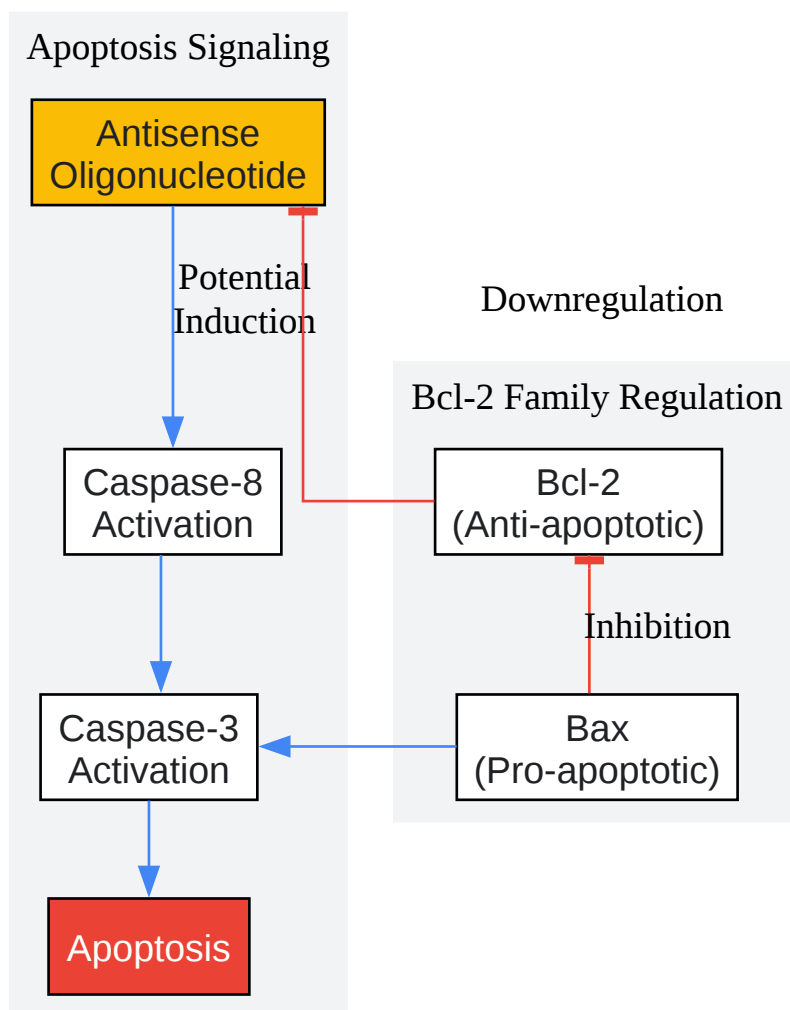 Apoptosis Signaling
Antisense
Oligonucleotide
Potential
Induction
Downregulation
Bcl-2 Family Regulation
Caspase-8
Activation
Bcl-2
(Anti-apoptotic)
Inhibition
Caspase-3
Activation
Bax
(Pro-apoptotic)
Apoptosis